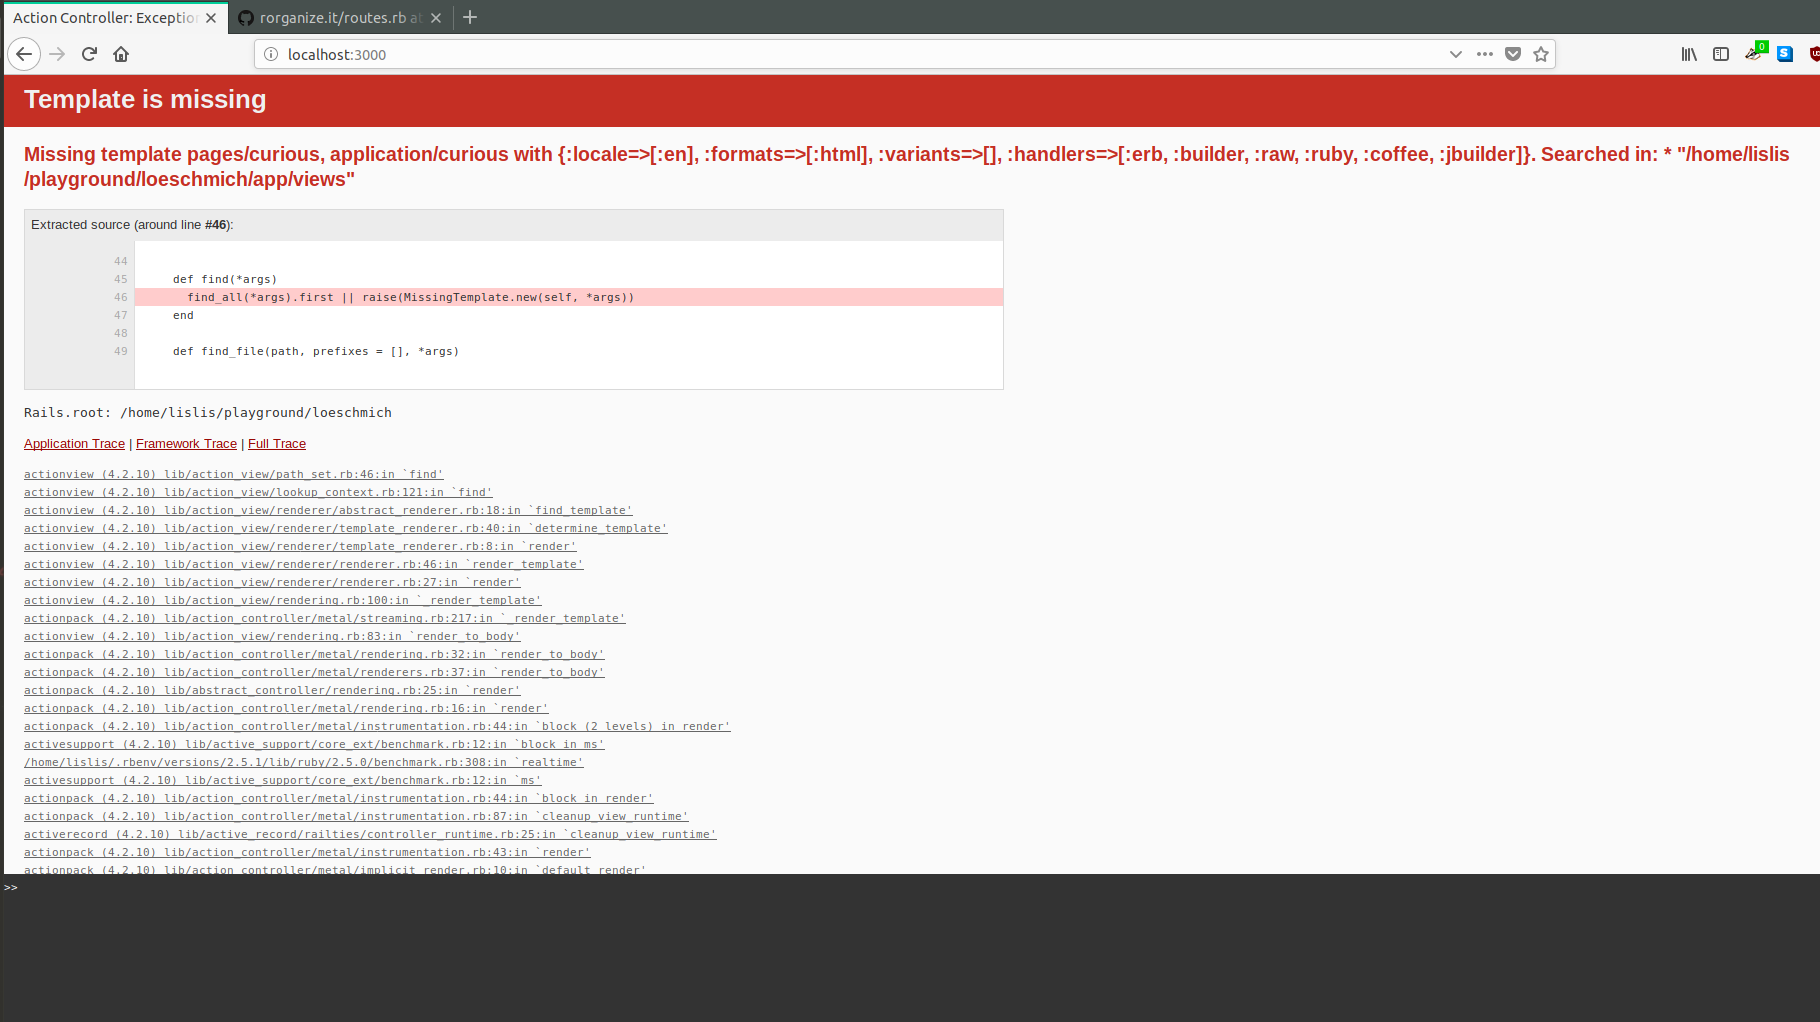 Action Controller: Exception
rorganize.it/routes.rb at
localhost:3000
0
S
Template is missing
Missing template pages/curious, application/curious with {:locale=>[:en], :formats=>[:html], :variants=>[], :handlers=>[:erb, :builder, :raw, :ruby, :coffee, :jbuilder]}. Searched in: * "/home/lislis
/playground/loeschmich/app/views"
Extracted source (around line #46):
44
45 def find(*args)
46 find_all(*args).first || raise(MissingTemplate.new(self, *args))
47 end
48
49 def find_file(path, prefixes = [], *args)
Rails.root: /home/lislis/playground/loeschmich
Application Trace | Framework Trace | Full Trace
actionview (4.2.10) lib/action_view/path_set.rb:46:in `find'
actionview (4.2.10) lib/action_view/lookup_context.rb:121:in `find'
actionview (4.2.10) lib/action_view/renderer/abstract_renderer.rb:18:in `find_template'
actionview (4.2.10) lib/action_view/renderer/template_renderer.rb:40:in `determine_template'
actionview (4.2.10) lib/action_view/renderer/template_renderer.rb:8:in `render'
actionview (4.2.10) lib/action_view/renderer/renderer.rb:46:in `render_template'
actionview (4.2.10) lib/action_view/renderer/renderer.rb:27:in `render'
actionview (4.2.10) lib/action_view/rendering.rb:100:in `_render_template'
actionpack (4.2.10) lib/action_controller/metal/streaming.rb:217:in `_render_template'
actionview (4.2.10) lib/action_view/rendering.rb:83:in `render_to_body'
actionpack (4.2.10) lib/action_controller/metal/rendering.rb:32:in `render_to_body'
actionpack (4.2.10) lib/action_controller/metal/renderers.rb:37:in `render_to_body'
actionpack (4.2.10) lib/abstract_controller/rendering.rb:25:in `render'
actionpack (4.2.10) lib/action_controller/metal/rendering.rb:16:in `render'
actionpack (4.2.10) lib/action_controller/metal/instrumentation.rb:44:in `block (2 levels) in render'
activesupport (4.2.10) lib/active_support/core_ext/benchmark.rb:12:in `block in ms'
/home/lislis/.rbenv/versions/2.5.1/lib/ruby/2.5.0/benchmark.rb:308:in `realtime'
activesupport (4.2.10) lib/active_support/core_ext/benchmark.rb:12:in `ms'
actionpack (4.2.10) lib/action_controller/metal/instrumentation.rb:44:in `block in render'
actionpack (4.2.10) lib/action_controller/metal/instrumentation.rb:87:in `cleanup_view_runtime'
activerecord (4.2.10) lib/active_record/railties/controller_runtime.rb:25:in `cleanup_view_runtime'
actionpack (4.2.10) lib/action_controller/metal/instrumentation.rb:43:in `render'
actionpack (4.2.10) lib/action_controller/metal/implicit_render.rb:10:in `default_render'
>>